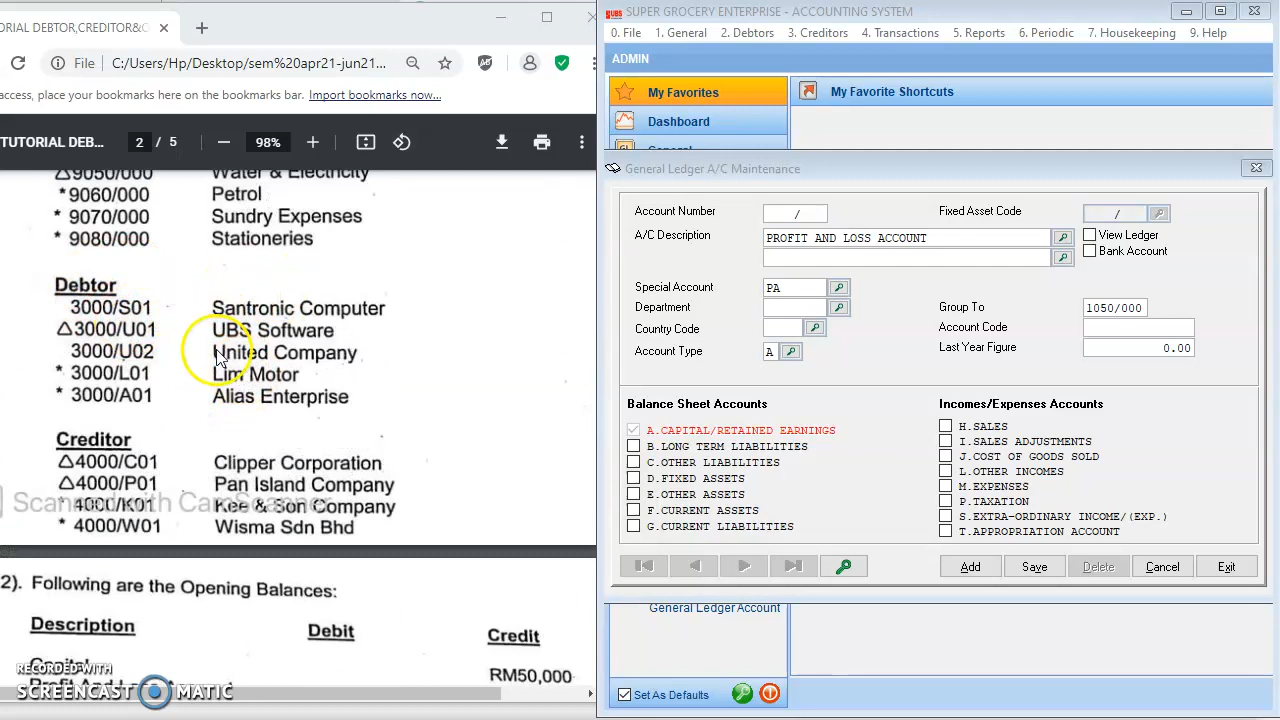 TORIAL DEBTOR,CREDITOR&C
File
C:/Users/Hp/Desktop/sem%20apr21-jun21...
access, place your bookmarks here on the bookmarks bar. Import bookmarks now...
TUTORIAL DEB... 2 / 5 98%
△9050/000 Water & Electricity
* 9060/000 Petrol
* 9070/000 Sundry Expenses
* 9080/000 Stationeries
Debtor
3000/S01 Santronic Computer
△3000/U01 UBS Software
3000/U02 United Company
* 3000/L01 Lim Motor
* 3000/A01 Alias Enterprise
Creditor
△4000/C01 Clipper Corporation
△4000/P01 Pan Island Company
* 4000/K01 Kee & Son Company
* 4000/W01 Wisma Sdn Bhd
Scanned with CamScanner
2). Following are the Opening Balances:
Description Debit Credit
Capital RM50,000
RECORDED WITH
SCREENCAST MATIC
UBS SUPER GROCERY ENTERPRISE - ACCOUNTING SYSTEM
0. File 1. General 2. Debtors 3. Creditors 4. Transactions 5. Reports 6. Periodic 7. Housekeeping 9. Help
ADMIN
My Favorites
My Favorite Shortcuts
Dashboard
General
General Ledger A/C Maintenance
Account Number /
Fixed Asset Code /
A/C Description PROFIT AND LOSS ACCOUNT
View Ledger
Bank Account
Special Account PA
Department
Group To 1050/000
Country Code
Account Code
Account Type A
Last Year Figure 0.00
Balance Sheet Accounts
A.CAPITAL/RETAINED EARNINGS
B.LONG TERM LIABILITIES
C.OTHER LIABILITIES
D.FIXED ASSETS
E.OTHER ASSETS
F.CURRENT ASSETS
G.CURRENT LIABILITIES
Incomes/Expenses Accounts
H.SALES
I.SALES ADJUSTMENTS
J.COST OF GOODS SOLD
L.OTHER INCOMES
M.EXPENSES
P.TAXATION
S.EXTRA-ORDINARY INCOME/(EXP.)
T.APPROPRIATION ACCOUNT
Add Save Delete Cancel Exit
General Ledger Account
Set As Defaults